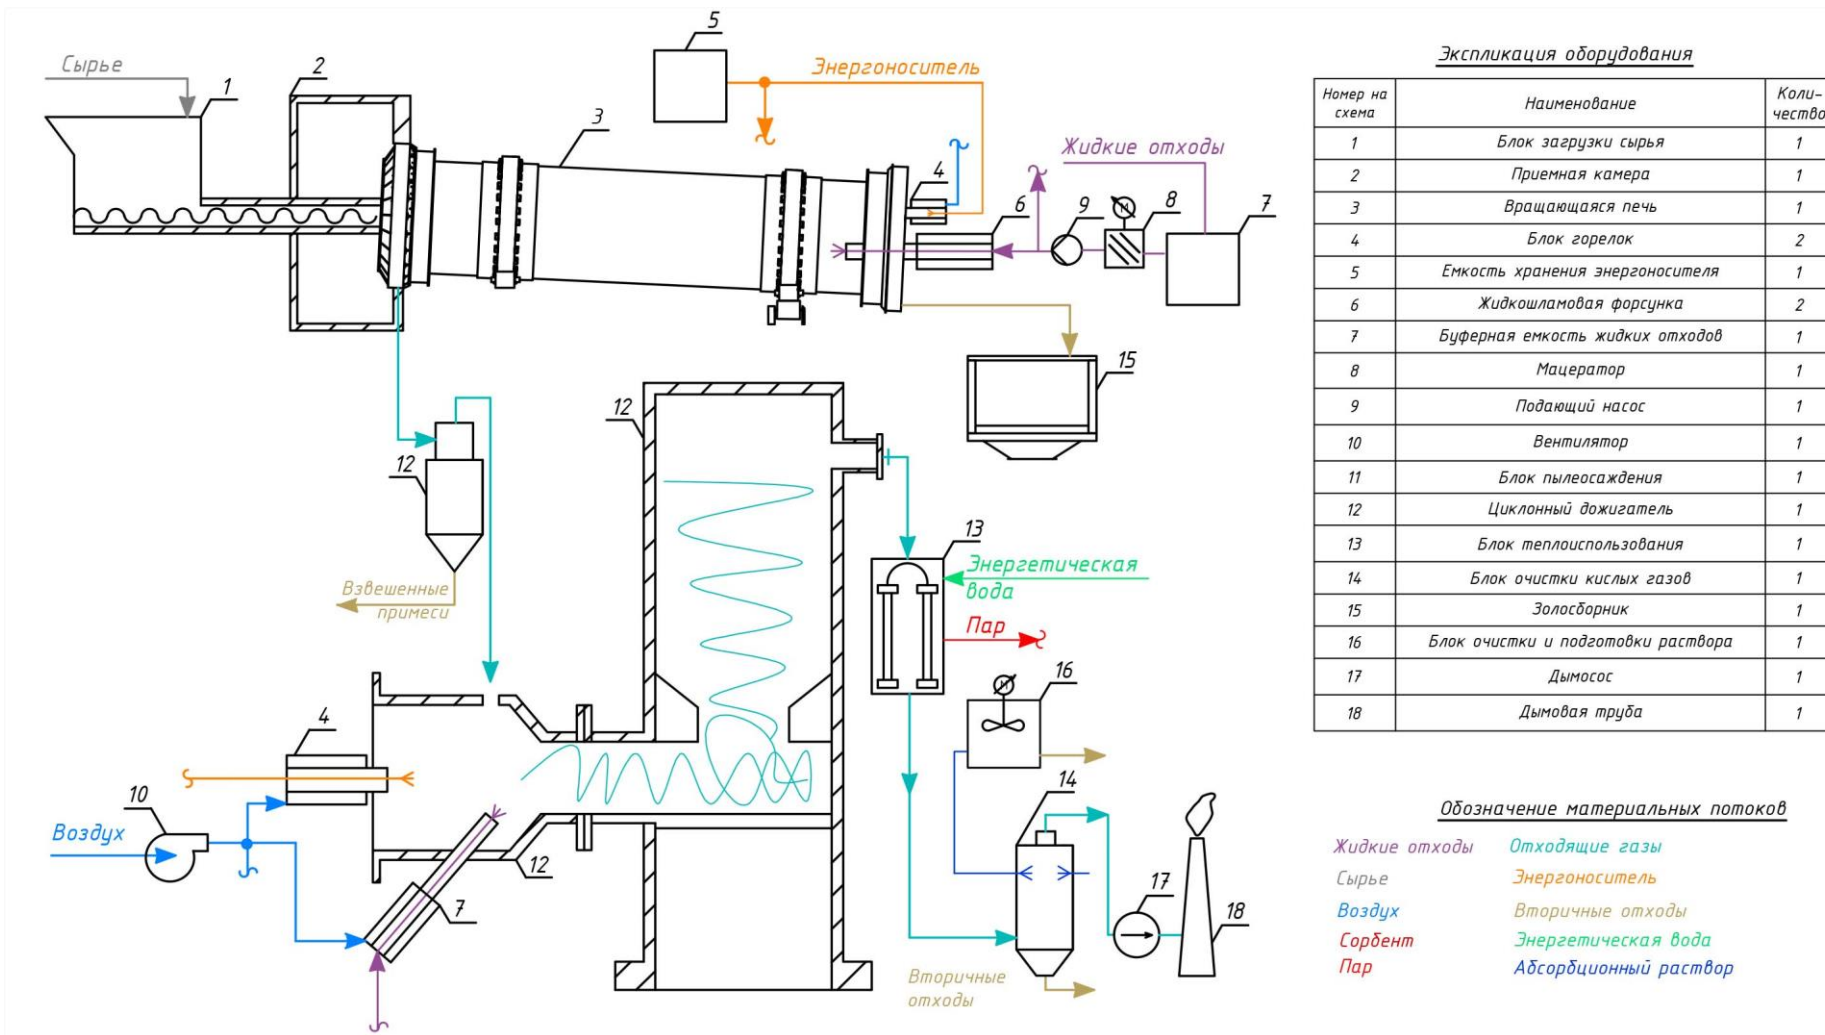 Сырье
1
2
3
5
Энергоноситель
Жидкие отходы
4
6
9
8
7
М
15
12
12
Взвешенные
примеси
13
Энергетическая
вода
Пар
М
16
4
10
Воздух
12
7
14
17
18
Вторичные
отходы
Экспликация оборудования
Номер на схема Наименование Коли-чество
1 Блок загрузки сырья 1
2 Приемная камера 1
3 Вращающаяся печь 1
4 Блок горелок 2
5 Емкость хранения энергоносителя 1
6 Жидкошламовая форсунка 2
7 Буферная емкость жидких отходов 1
8 Мацератор 1
9 Подающий насос 1
10 Вентилятор 1
11 Блок пылеосаждения 1
12 Циклонный дожигатель 1
13 Блок теплоиспользования 1
14 Блок очистки кислых газов 1
15 Золосборник 1
16 Блок очистки и подготовки раствора 1
17 Дымосос 1
18 Дымовая труба 1
Обозначение материальных потоков
Жидкие отходы Отходящие газы
Сырье Энергоноситель
Воздух Вторичные отходы
Сорбент Энергетическая вода
Пар Абсорбционный раствор